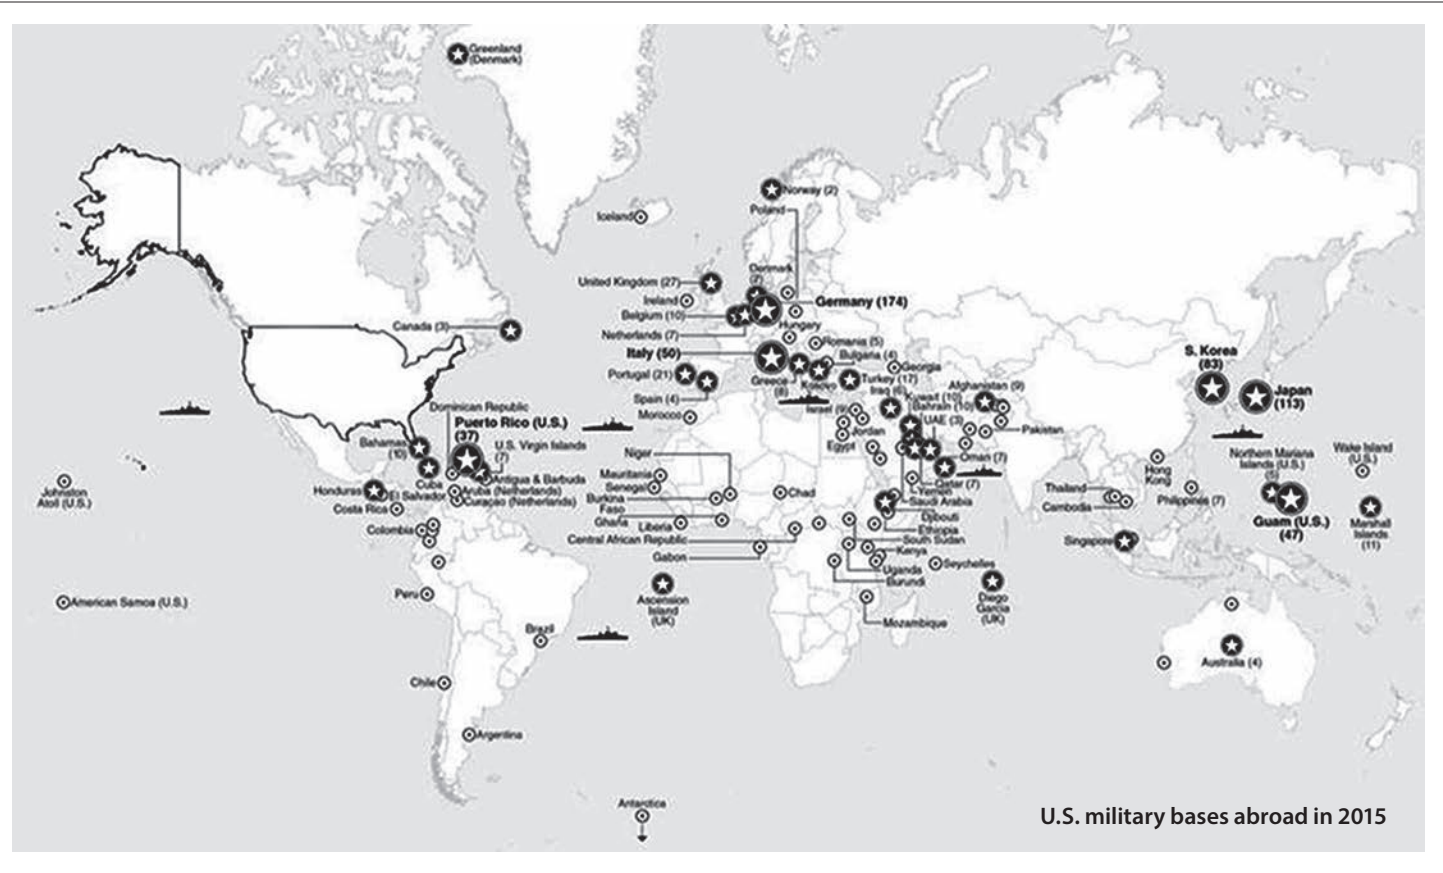 Greenland
(Denmark)
Norway (2)
Poland
Iceland
Denmark
(7)
United Kingdom (27)
Ireland
Germany (174)
Belgium (10)
Netherlands (7)
Hungary
Canada (3)
Romania (5)
Italy (50)
Bulgaria (4)
S. Korea
(83)
Georgia
Portugal (21)
Greece
(8)
Kosovo
Turkey (17)
Afghanistan (9)
Japan
(113)
Iraq (6)
Kuwait (10)
Spain (4)
Bahrain (10)
Israel (9)
Dominican Republic
Morocco
UAE (3)
Puerto Rico (U.S.)
(37)
Jordan
Pakistan
Bahamas
(10)
U.S. Virgin Islands
(7)
Egypt
Oman (7)
Wake Island
(U.S.)
Niger
Northern Mariana
Islands (U.S.)
(5)
Hong
Kong
Johnston
Atoll (U.S.)
Cuba
Antigua & Barbuda
Mauritania
Qatar (7)
Honduras
El Salvador
Aruba (Netherlands)
Senegal
Chad
Yemen
Thailand
Curaçao (Netherlands)
Burkina
Faso
Saudi Arabia
Philippines (7)
Costa Rica
Cambodia
Djibouti
Guam (U.S.)
(47)
Marshall
Islands
(11)
Colombia
Ghana
Liberia
Ethiopia
Central African Republic
South Sudan
Singapore
Gabon
Kenya
Seychelles
Uganda
Burundi
Peru
American Samoa (U.S.)
Ascension
Island
(UK)
Diego
Garcia
(UK)
Mozambique
Brazil
Australia (4)
Chile
Argentina
Antarctica
U.S. military bases abroad in 2015